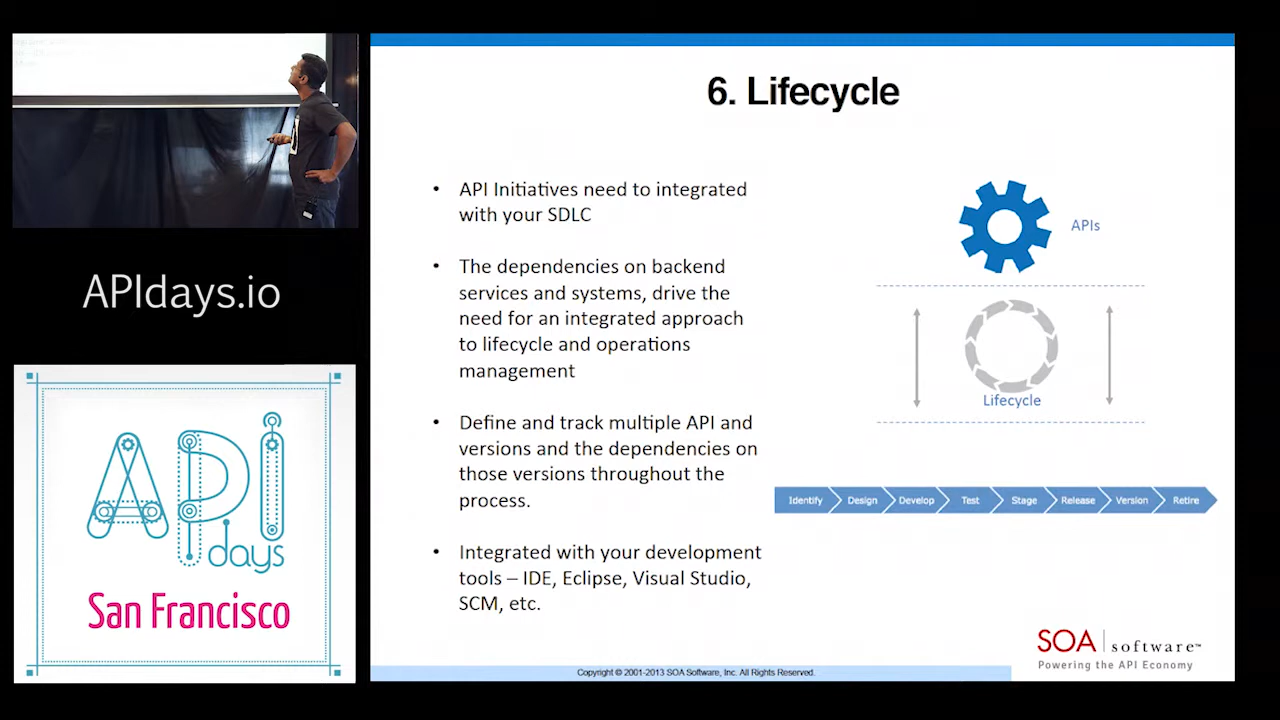 APIdays.io
API
days
San Francisco
6. Lifecycle
• API Initiatives need to integrated
with your SDLC
• The dependencies on backend
services and systems, drive the
need for an integrated approach
to lifecycle and operations
management
• Define and track multiple API and
versions and the dependencies on
those versions throughout the
process.
• Integrated with your development
tools – IDE, Eclipse, Visual Studio,
SCM, etc.
APIs
Lifecycle
Identify Design Develop Test Stage Release Version Retire
SOA software™
Powering the API Economy
Copyright © 2001-2013 SOA Software, Inc. All Rights Reserved.